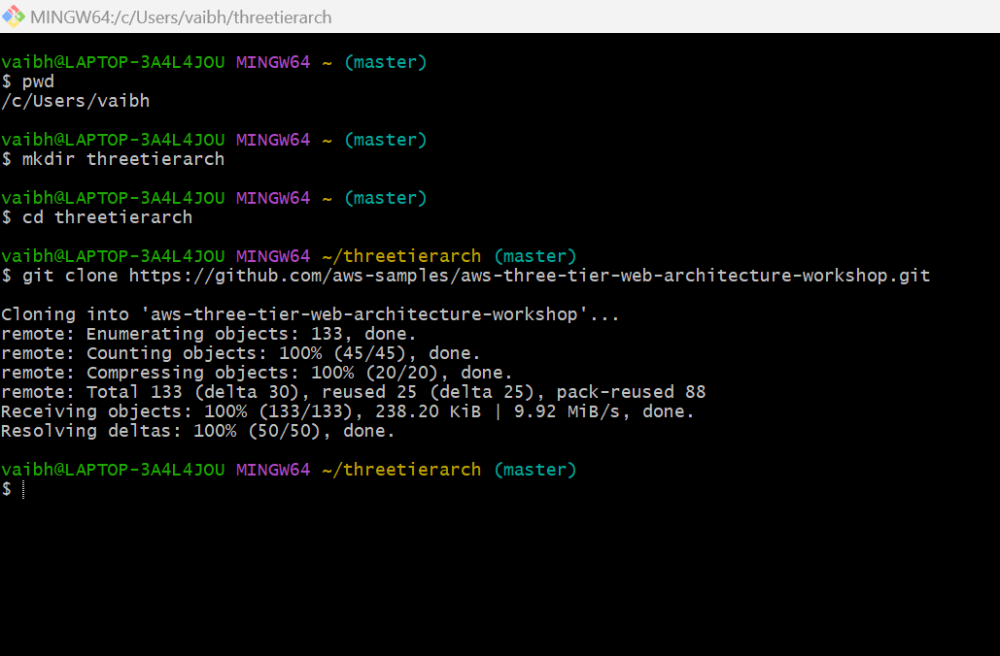 MINGW64:/c/Users/vaibh/threetierarch
vaibh@LAPTOP-3A4L4JOU MINGW64 ~ (master)
$ pwd
/c/Users/vaibh
vaibh@LAPTOP-3A4L4JOU MINGW64 ~ (master)
$ mkdir threetierarch
vaibh@LAPTOP-3A4L4JOU MINGW64 ~ (master)
$ cd threetierarch
vaibh@LAPTOP-3A4L4JOU MINGW64 ~/threetierarch (master)
$ git clone https://github.com/aws-samples/aws-three-tier-web-architecture-workshop.git
Cloning into 'aws-three-tier-web-architecture-workshop'...
remote: Enumerating objects: 133, done.
remote: Counting objects: 100% (45/45), done.
remote: Compressing objects: 100% (20/20), done.
remote: Total 133 (delta 30), reused 25 (delta 25), pack-reused 88
Receiving objects: 100% (133/133), 238.20 KiB | 9.92 MiB/s, done.
Resolving deltas: 100% (50/50), done.
vaibh@LAPTOP-3A4L4JOU MINGW64 ~/threetierarch (master)
$